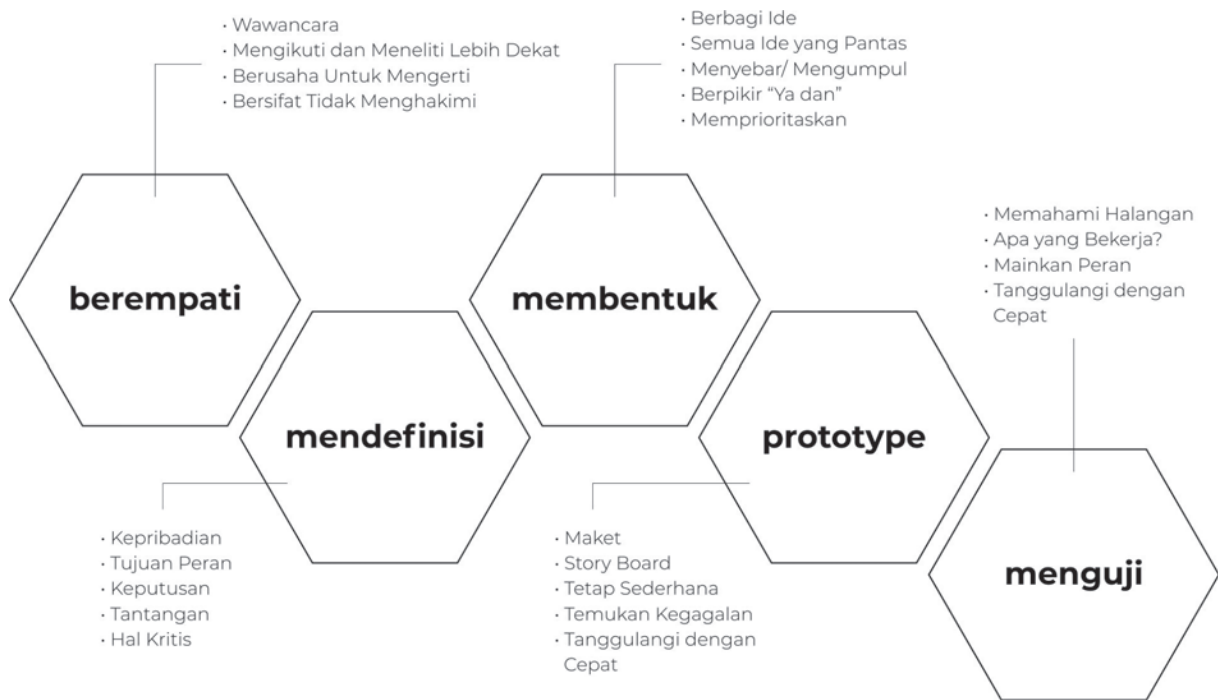 · Wawancara
· Mengikuti dan Meneliti Lebih Dekat
· Berusaha Untuk Mengerti
· Bersifat Tidak Menghakimi
berempati
mendefinisi
· Kepribadian
· Tujuan Peran
· Keputusan
· Tantangan
· Hal Kritis
· Berbagi Ide
· Semua Ide yang Pantas
· Menyebar/ Mengumpul
· Berpikir “Ya dan”
· Memprioritaskan
membentuk
prototype
· Maket
· Story Board
· Tetap Sederhana
· Temukan Kegagalan
· Tanggulangi dengan
Cepat
· Memahami Halangan
· Apa yang Bekerja?
· Mainkan Peran
· Tanggulangi dengan
Cepat
menguji